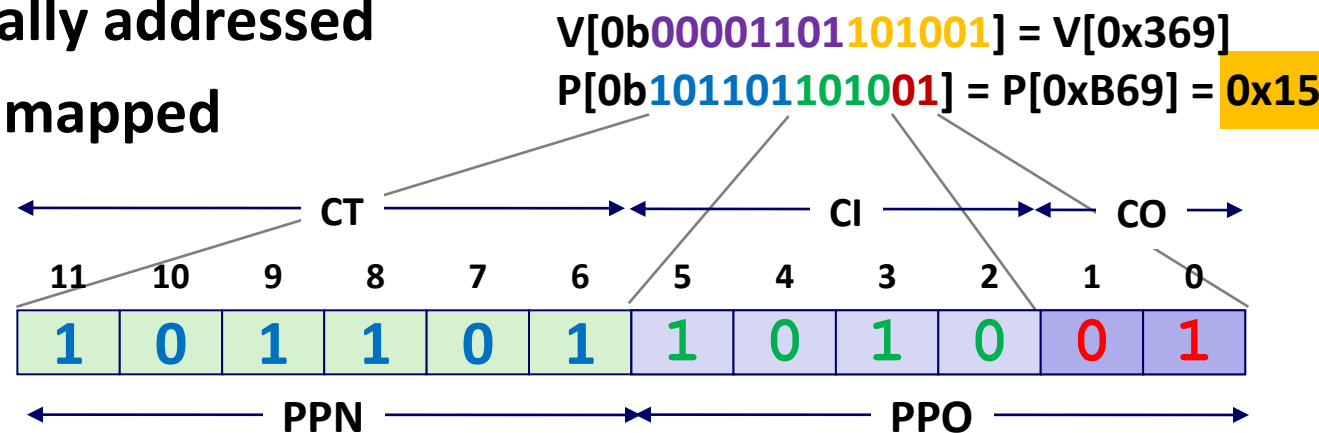 ally addressed
mapped
V[0b00001101101001] = V[0x369]
P[0b101101101001] = P[0xB69] = 0x15
CT CI CO
11 10 9 8 7 6 5 4 3 2 1 0
1 0 1 1 0 1 1 0 1 0 0 1
PPN PPO